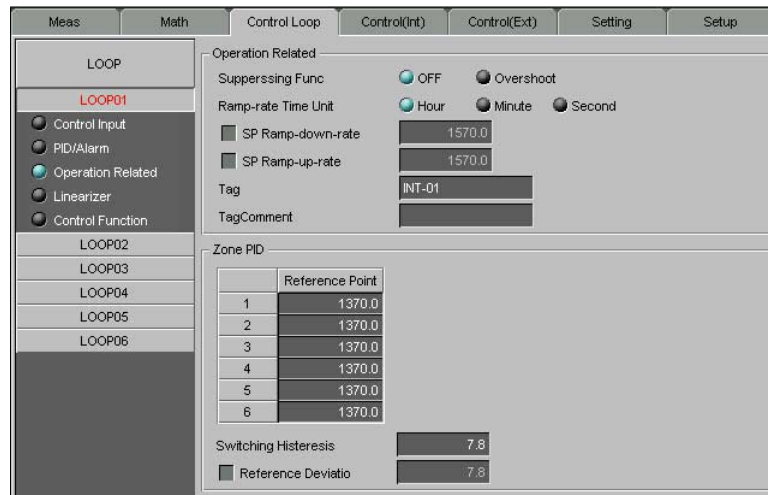 Meas Math Control Loop Control(Int) Control(Ext) Setting Setup
LOOP
LOOP01
Control Input
PID/Alarm
Operation Related
Linearizer
Control Function
LOOP02
LOOP03
LOOP04
LOOP05
LOOP06
Operation Related
Superssing Func OFF Overshoot
Ramp-rate Time Unit Hour Minute Second
SP Ramp-down-rate 1570.0
SP Ramp-up-rate 1570.0
Tag INT-01
TagComment
Zone PID
Reference Point
1 1370.0
2 1370.0
3 1370.0
4 1370.0
5 1370.0
6 1370.0
Switching Histeresis 7.8
Reference Deviatio 7.8